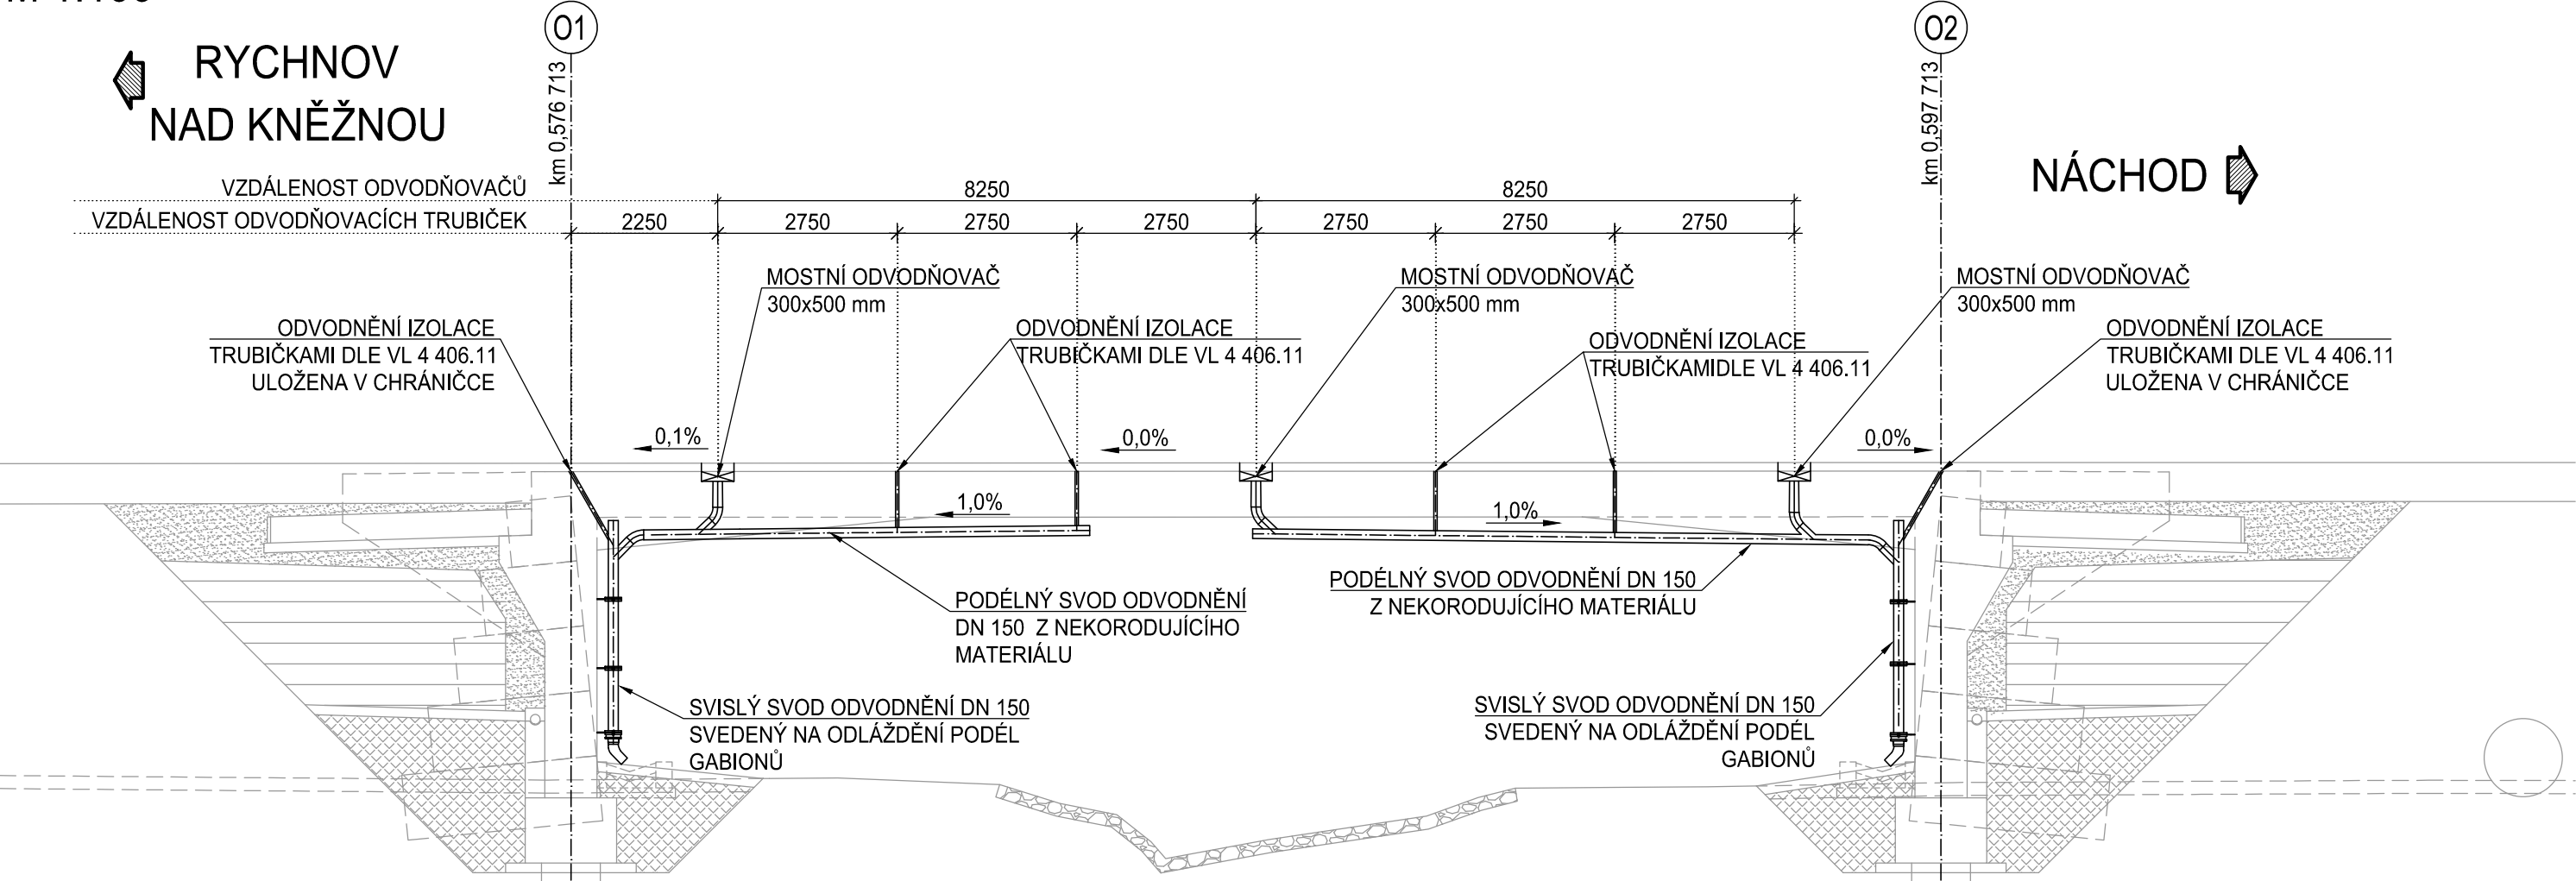 O1
O2
RYCHNOV
NAD KNĚŽNOU
km 0,576 713
km 0,597 713
NÁCHOD
VZDÁLENOST ODVODŇOVAČŮ
8250
8250
VZDÁLENOST ODVODŇOVACÍCH TRUBIČEK
2250
2750
2750
2750
2750
2750
2750
MOSTNÍ ODVODŇOVAČ
300x500 mm
MOSTNÍ ODVODŇOVAČ
300x500 mm
MOSTNÍ ODVODŇOVAČ
300x500 mm
ODVODNĚNÍ IZOLACE
TRUBIČKAMI DLE VL 4 406.11
ULOŽENA V CHRÁNIČCE
ODVODNĚNÍ IZOLACE
TRUBIČKAMI DLE VL 4 406.11
ODVODNĚNÍ IZOLACE
TRUBIČKAMIDLE VL 4 406.11
ODVODNĚNÍ IZOLACE
TRUBIČKAMI DLE VL 4 406.11
ULOŽENA V CHRÁNIČCE
0,1%
0,0%
0,0%
1,0%
1,0%
PODÉLNÝ SVOD ODVODNĚNÍ
DN 150 Z NEKORODUJÍCÍHO
MATERIÁLU
PODÉLNÝ SVOD ODVODNĚNÍ DN 150
Z NEKORODUJÍCÍHO MATERIÁLU
SVISLÝ SVOD ODVODNĚNÍ DN 150
SVEDENÝ NA ODLÁŽDĚNÍ PODÉL
GABIONŮ
SVISLÝ SVOD ODVODNĚNÍ DN 150
SVEDENÝ NA ODLÁŽDĚNÍ PODÉL
GABIONŮ